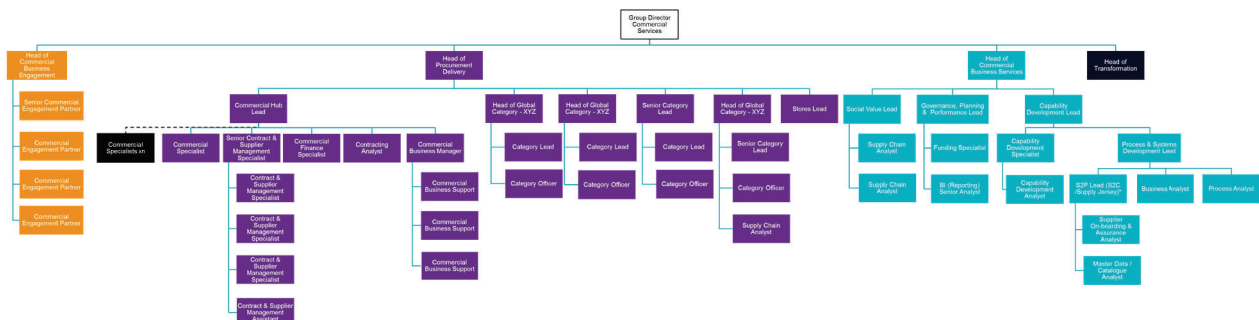 Group Director
Commercial
Services
Head of
Commercial
Business
Engagement
Head of
Procurement
Delivery
Head of
Commercial
Business Services
Head of
Transformation
Senior Commercial
Engagement Partner
Commercial
Engagement Partner
Commercial
Engagement Partner
Commercial
Engagement Partner
Commercial Hub
Lead
Head of Global
Category - XYZ
Head of Global
Category - XYZ
Senior Category
Lead
Head of Global
Category - XYZ
Stores Lead
Commercial
Specialists xn
Commercial
Specialist
Senior Contract &
Supplier
Management
Specialist
Commercial
Finance
Specialist
Contracting
Analyst
Commercial
Business Manager
Contract &
Supplier
Management
Specialist
Contract &
Supplier
Management
Specialist
Contract &
Supplier
Management
Specialist
Contract & Supplier
Management
Assistant
Commercial
Business Support
Commercial
Business Support
Commercial
Business Support
Category Lead
Category Officer
Category Lead
Category Officer
Category Lead
Category Officer
Senior Category
Lead
Category Officer
Supply Chain
Analyst
Social Value Lead
Governance, Planning
& Performance Lead
Capability
Development Lead
Supply Chain
Analyst
Supply Chain
Analyst
Funding Specialist
BI (Reporting)
Senior Analyst
Capability
Development
Specialist
Capability
Development
Analyst
Process & Systems
Development Lead
S2P Lead (S2C
/Supply Jersey)*
Business Analyst
Process Analyst
Supplier
On-boarding &
Assurance
Analyst
Master Data /
Catalogue
Analyst